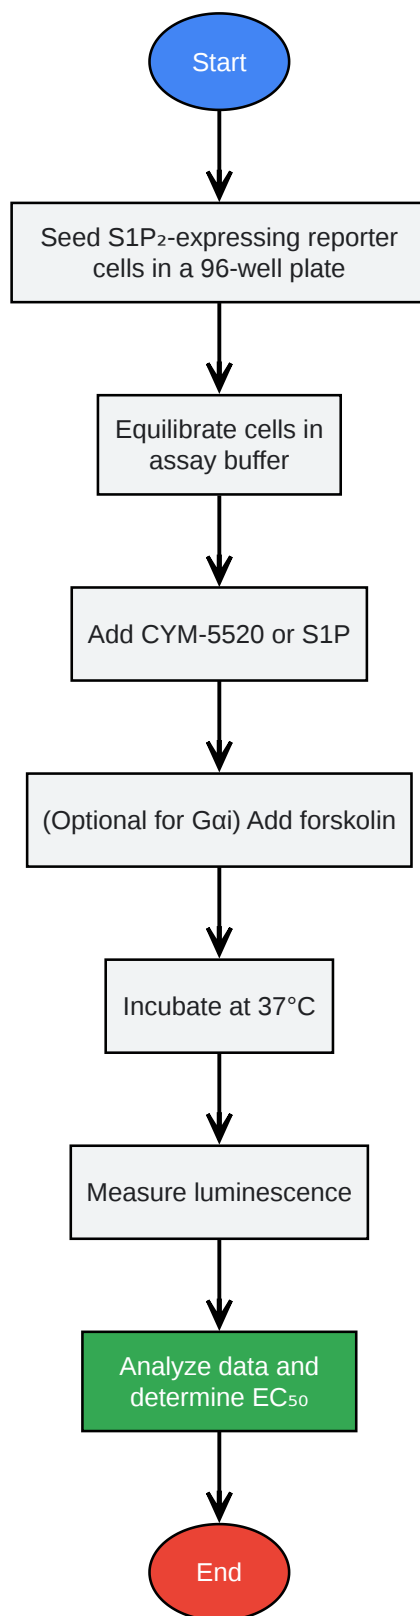 Start
Seed S1P₂-expressing reporter
cells in a 96-well plate
Equilibrate cells in
assay buffer
Add CYM-5520 or S1P
(Optional for Gαi) Add forskolin
Incubate at 37°C
Measure luminescence
Analyze data and
determine EC₅₀
End